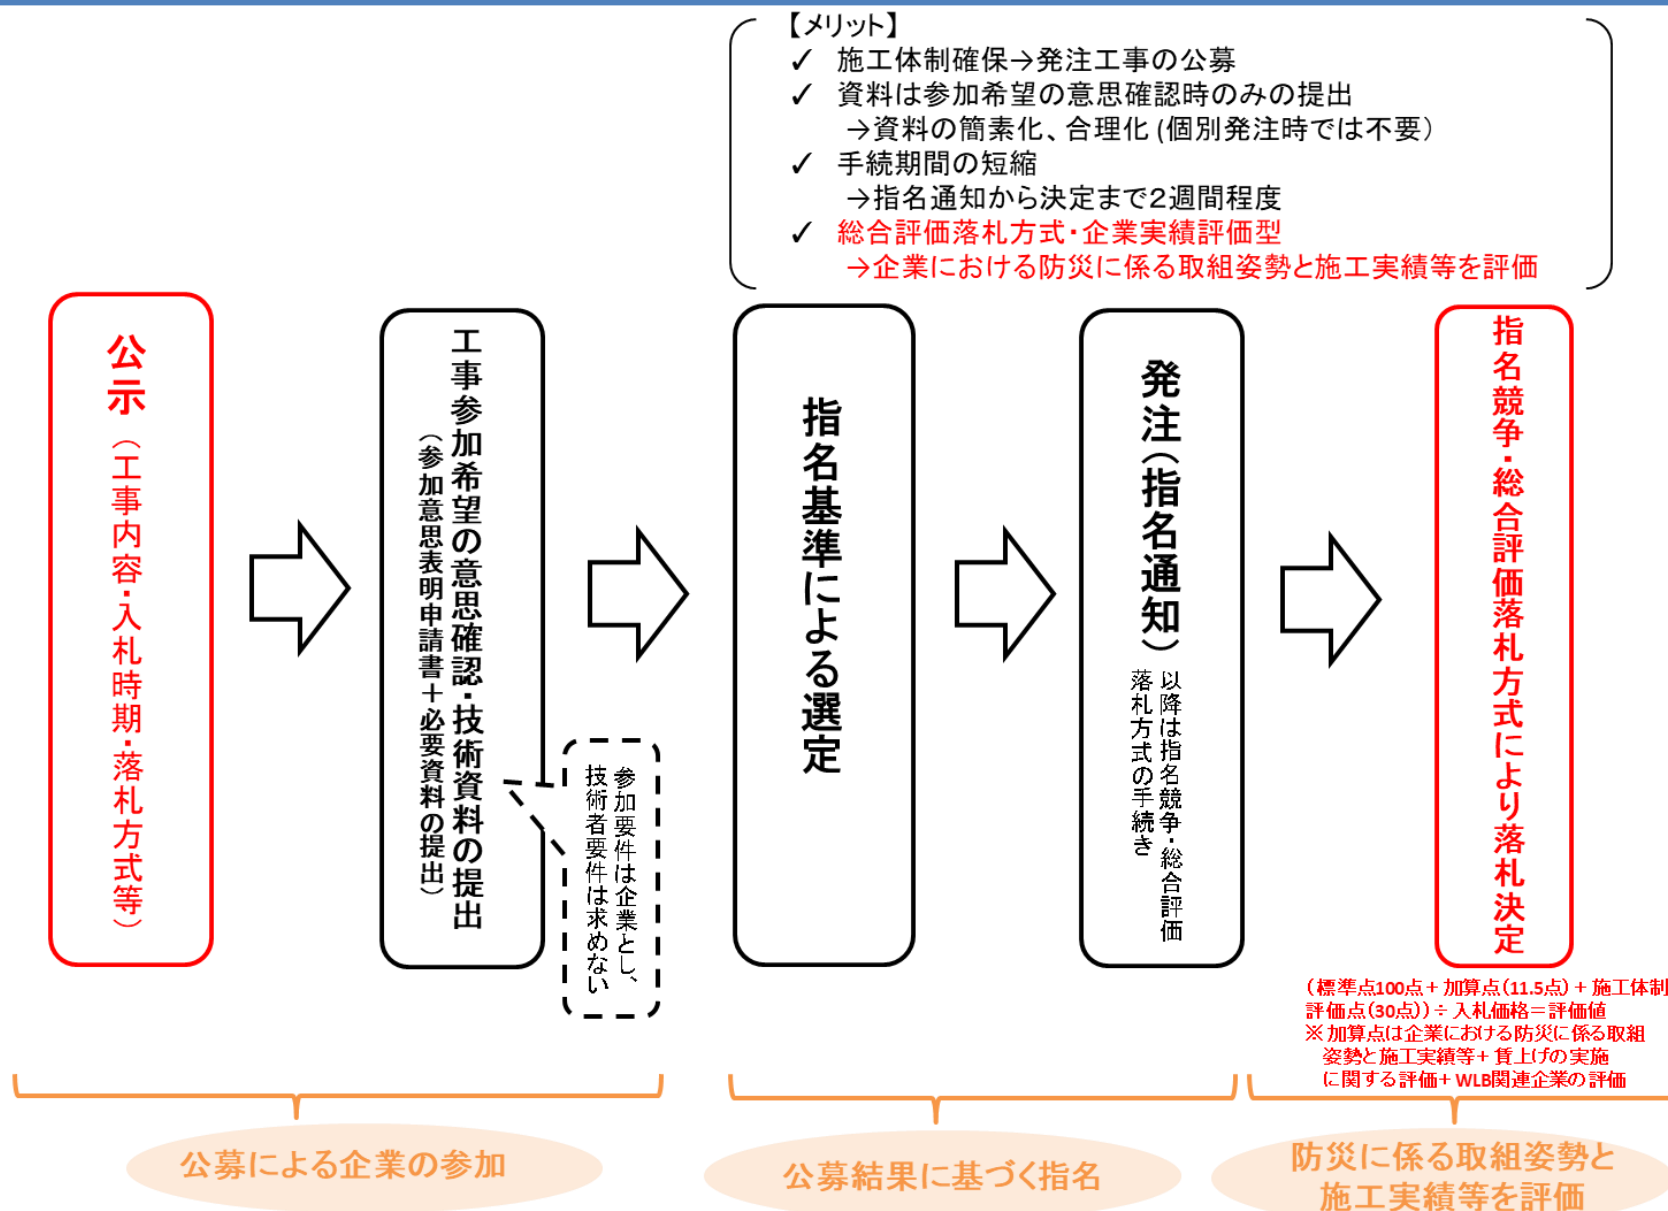 【メリット】
✓ 施工体制確保→発注工事の公募
✓ 資料は参加希望の意思確認時のみの提出
→資料の簡素化、合理化(個別発注時では不要)
✓ 手続期間の短縮
→指名通知から決定まで2週間程度
✓ 総合評価落札方式・企業実績評価型
→企業における防災に係る取組姿勢と施工実績等を評価
公示（工事内容・入札時期・落札方式等）
工事参加希望の意思確認・技術資料の提出
（参加意思表明申請書＋必要資料の提出）
参加要件は企業とし、
技術者要件は求めない
指名基準による選定
発注（指名通知）
以降は指名競争・総合評価
落札方式の手続き
指名競争・総合評価落札方式により落札決定
（標準点100点＋加算点(11.5点)＋施工体制
評価点(30点)）÷入札価格＝評価値
※加算点は企業における防災に係る取組
姿勢と施工実績等＋賃上げの実施
に関する評価＋WLB関連企業の評価
公募による企業の参加
公募結果に基づく指名
防災に係る取組姿勢と
施工実績等を評価